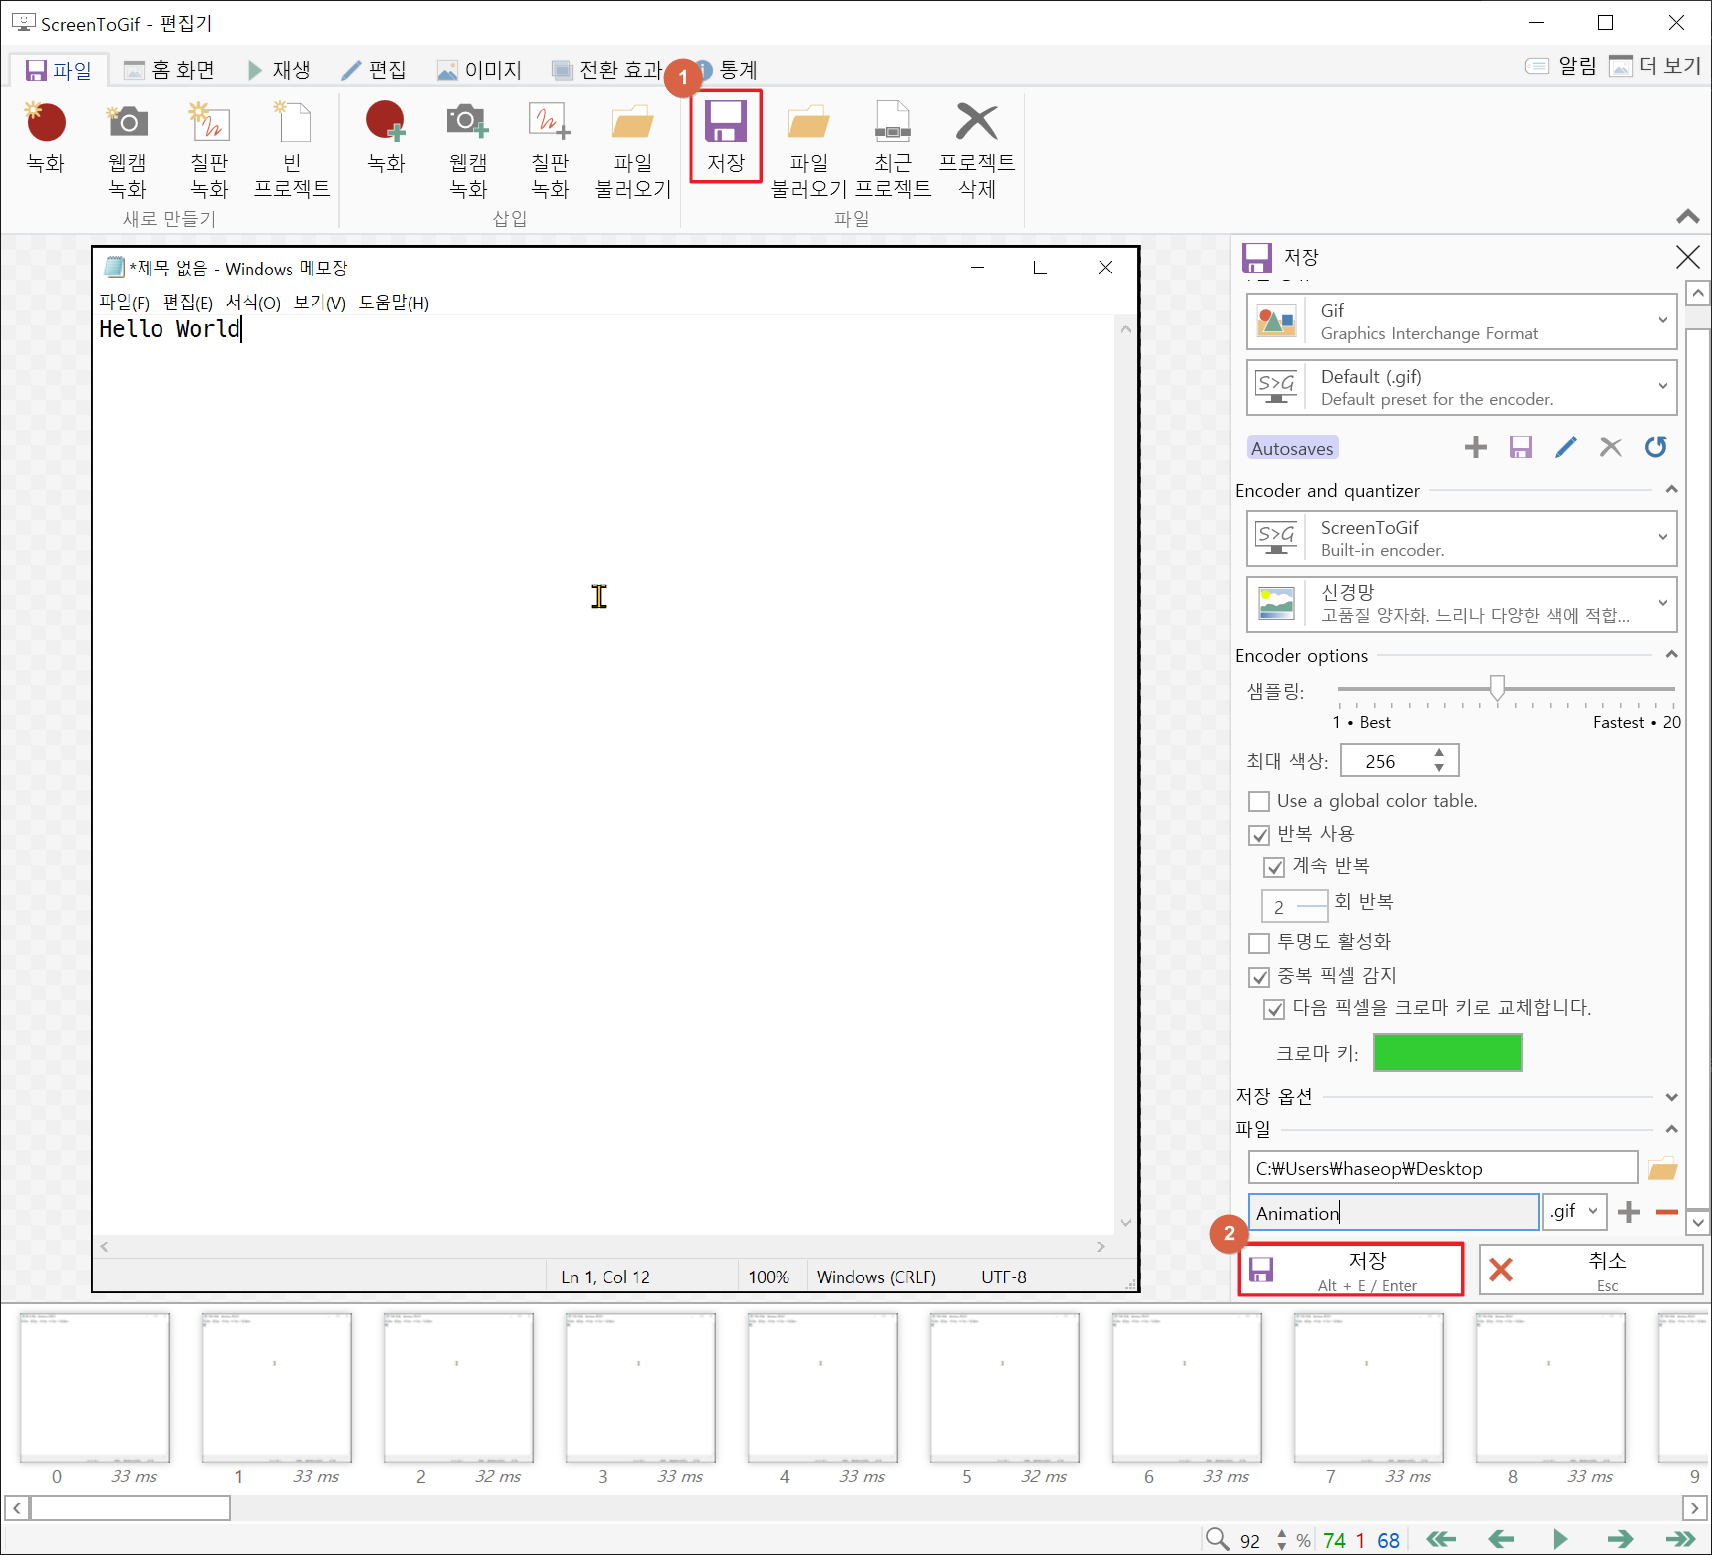 ScreenToGif - 편집기
파일 홈 화면 재생 편집 이미지 전환 효과 통계 알림 더 보기
1
녹화
웹캠
녹화
칠판
녹화
빈
프로젝트
새로 만들기
녹화
웹캠
녹화
칠판
녹화
파일
불러오기
삽입
저장
파일
불러오기
최근
프로젝트
프로젝트
삭제
파일
*제목 없음 - Windows 메모장
파일(F) 편집(E) 서식(O) 보기(V) 도움말(H)
Hello World
Ln 1, Col 12 100% Windows (CRLF) UTF-8
저장
Gif
Graphics Interchange Format
S>G
Default (.gif)
Default preset for the encoder.
Autosaves
Encoder and quantizer
S>G
ScreenToGif
Built-in encoder.
신경망
고품질 양자화. 느리나 다양한 색에 적합...
Encoder options
샘플링:
1 • Best Fastest • 20
최대 색상: 256
Use a global color table.
반복 사용
계속 반복
2 회 반복
투명도 활성화
중복 픽셀 감지
다음 픽셀을 크로마 키로 교체합니다.
크로마 키:
저장 옵션
파일
C:₩Users₩haseop₩Desktop
Animation .gif
2
저장
Alt + E / Enter
취소
Esc
0 33 ms 1 33 ms 2 32 ms 3 33 ms 4 33 ms 5 32 ms 6 33 ms 7 33 ms 8 33 ms 9
92 % 74 1 68